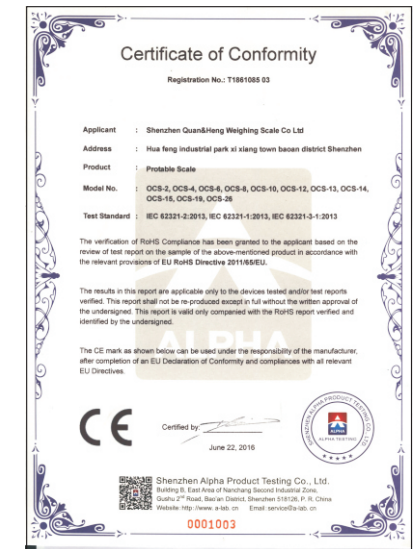 Certificate of Conformity
Registration No.: T1861085 03
Applicant : Shenzhen Quan&Heng Weighing Scale Co Ltd
Address : Hua feng industrial park xi xiang town baoan district Shenzhen
Product : Protable Scale
Model No. : OCS-2, OCS-4, OCS-6, OCS-8, OCS-10, OCS-12, OCS-13, OCS-14,
OCS-15, OCS-19, OCS-26
Test Standard : IEC 62321-2:2013, IEC 62321-1:2013, IEC 62321-3-1:2013
The verification of RoHS Compliance has been granted to the applicant based on the
review of test report on the sample of the above-mentioned product in accordance with
the relevant provisions of EU RoHS Directive 2011/65/EU.
The results in this report are applicable only to the devices tested and/or test reports
verified. This report shall not be re-produced except in full without the written approval of
the undersigned. This report is valid only companied with the RoHS report verified and
identified by the undersigned.
ALPHA
The CE mark as shown below can be used under the responsibility of the manufacturer,
after completion of an EU Declaration of Conformity and compliances with all relevant
EU Directives.
CE
Certified by:
June 22, 2016
SHENZHEN ALPHA PRODUCT TESTING CO., LTD
ALPHA
ALPHA TESTING
Shenzhen Alpha Product Testing Co., Ltd.
Building B, East Area of Nanchang Second Industrial Zone,
Gushu 2nd Road, Bao'an District, Shenzhen 518126, P. R. China
Website: http://www.a-lab.cn Email: service@a-lab.cn
0001003